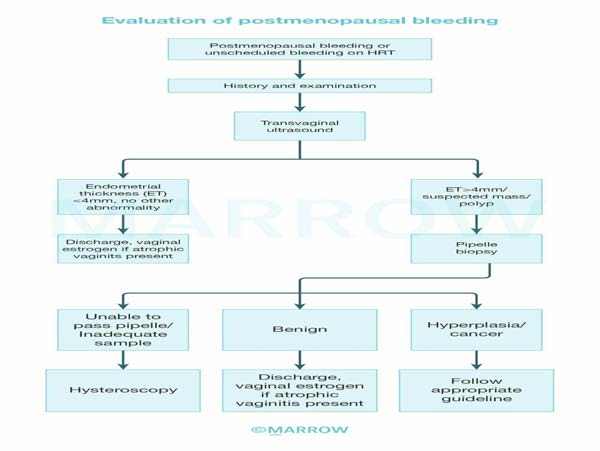 Evaluation of postmenopausal bleeding
Postmenopausal bleeding or
unscheduled bleeding on HRT
History and examination
Transvaginal
ultrasound
Endometrial
thickness (ET)
<4mm, no other
abnormality
ET>4mm/
suspected mass/
polyp
MARROW
Discharge, vaginal
estrogen if atrophic
vaginits present
Pipelle
biopsy
Unable to
pass pipelle/
Inadequate
sample
Benign
Hyperplasia/
cancer
Hysteroscopy
Discharge,
vaginal estrogen
if atrophic
vaginitis present
Follow
appropriate
guideline
©MARROW